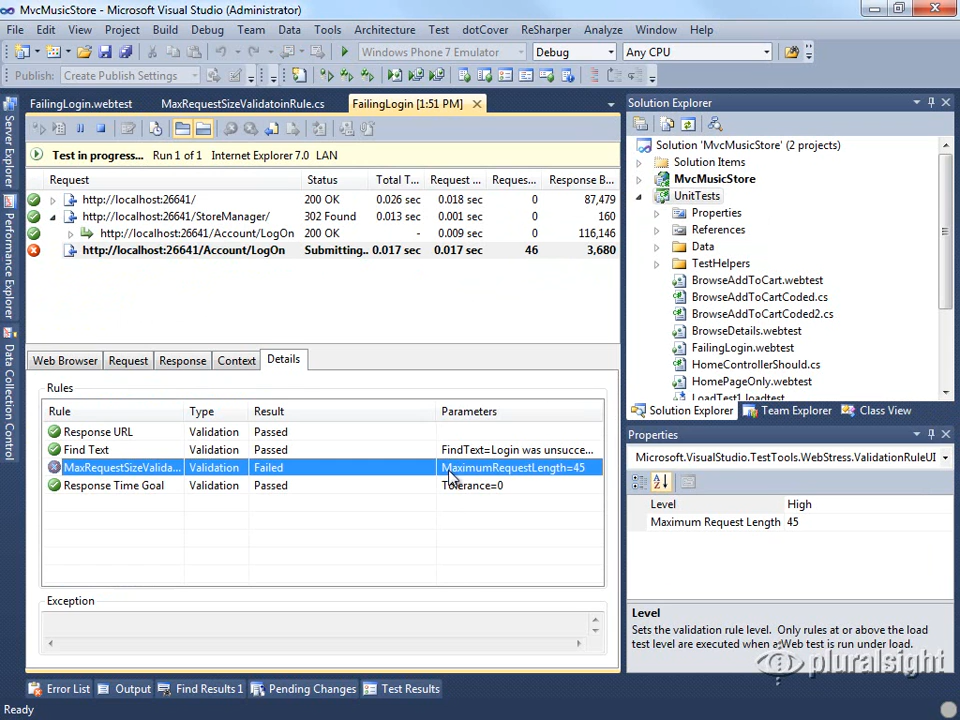 MvcMusicStore - Microsoft Visual Studio (Administrator)
File Edit View Project Build Debug Team Data Tools Architecture Test dotCover ReSharper Analyze Window Help
Windows Phone 7 Emulator Debug Any CPU
Publish: Create Publish Settings
FailingLogin.webtest MaxRequestSizeValidatoinRule.cs FailingLogin [1:51 PM]
Test in progress... Run 1 of 1 Internet Explorer 7.0 LAN
Request Status Total T... Request ... Reques... Response B...
http://localhost:26641/ 200 OK 0.026 sec 0.018 sec 0 87,479
http://localhost:26641/StoreManager/ 302 Found 0.013 sec 0.001 sec 0 160
http://localhost:26641/Account/LogOn 200 OK - 0.009 sec 0 116,146
http://localhost:26641/Account/LogOn Submitting.. 0.017 sec 0.017 sec 46 3,680
Web Browser Request Response Context Details
Rules
Rule Type Result Parameters
Response URL Validation Passed
Find Text Validation Passed FindText=Login was unsucce...
MaxRequestSizeValida... Validation Failed MaximumRequestLength=45
Response Time Goal Validation Passed Tolerance=0
Exception
Server Explorer
Performance Explorer
Data Collection Control
Solution Explorer
Solution 'MvcMusicStore' (2 projects)
Solution Items
MvcMusicStore
UnitTests
Properties
References
Data
TestHelpers
BrowseAddToCart.webtest
BrowseAddToCartCoded.cs
BrowseAddToCartCoded2.cs
BrowseDetails.webtest
FailingLogin.webtest
HomeControllerShould.cs
HomePageOnly.webtest
LoadTest1.loadtest
Solution Explorer Team Explorer Class View
Properties
Microsoft.VisualStudio.TestTools.WebStress.ValidationRuleUI
Level High
Maximum Request Length 45
Level
Sets the validation rule level. Only rules at or above the load
test level are executed when a Web test is run under load.
pluralsight
Error List Output Find Results 1 Pending Changes Test Results
Ready